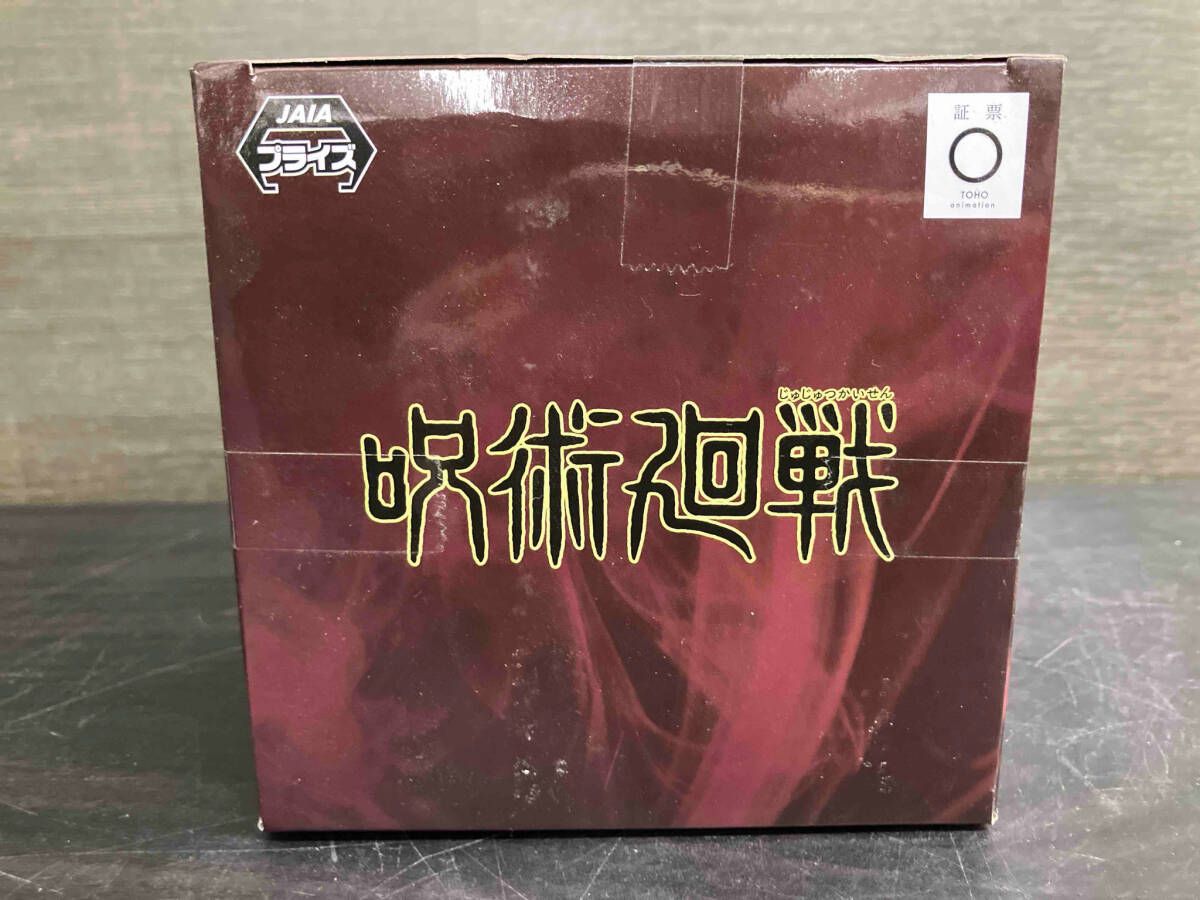 JAIA
プライズ
証 票
TOHO
animation
じゅじゅつかいせん
呪術廻戦